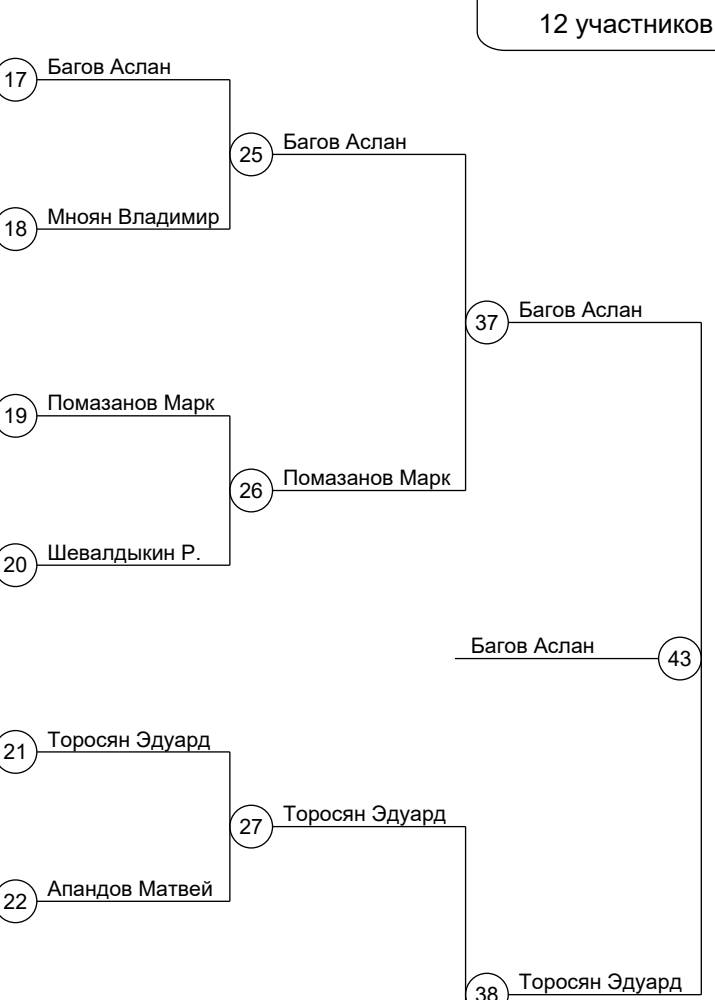 12 участников
17 Багов Аслан
25 Багов Аслан
18 Мноян Владимир
37 Багов Аслан
19 Помазанов Марк
26 Помазанов Марк
20 Шевалдыкин Р.
Багов Аслан 43
21 Торосян Эдуард
27 Торосян Эдуард
22 Апандов Матвей
38 Торосян Эдуард